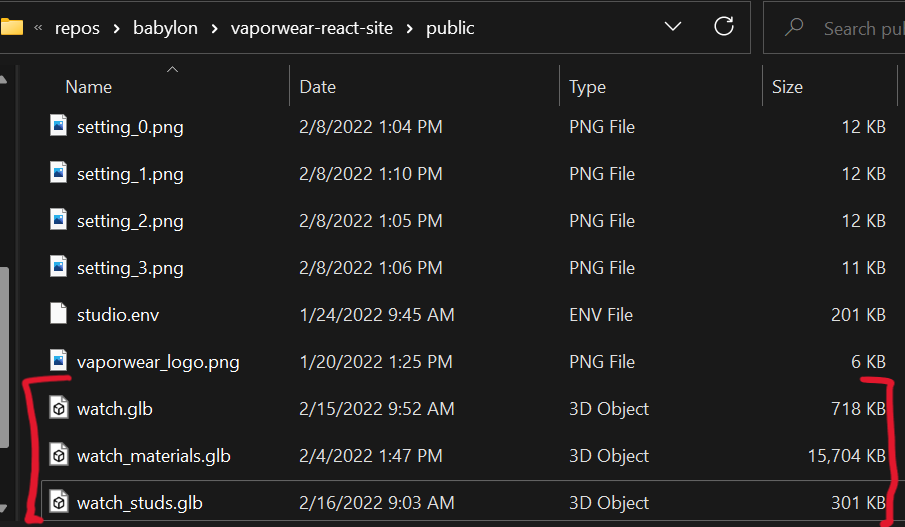 « repos > babylon > vaporwear-react-site > public Search pu
Name Date Type Size
setting_0.png 2/8/2022 1:04 PM PNG File 12 KB
setting_1.png 2/8/2022 1:10 PM PNG File 12 KB
setting_2.png 2/8/2022 1:05 PM PNG File 12 KB
setting_3.png 2/8/2022 1:06 PM PNG File 11 KB
studio.env 1/24/2022 9:45 AM ENV File 201 KB
vaporwear_logo.png 1/20/2022 1:25 PM PNG File 6 KB
watch.glb 2/15/2022 9:52 AM 3D Object 718 KB
watch_materials.glb 2/4/2022 1:47 PM 3D Object 15,704 KB
watch_studs.glb 2/16/2022 9:03 AM 3D Object 301 KB